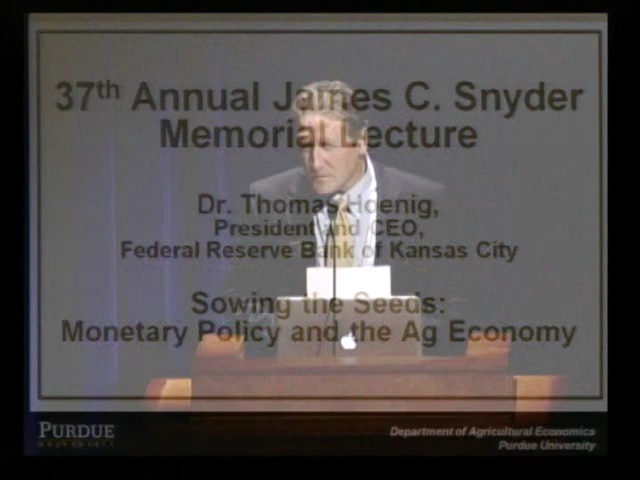 37th Annual James C. Snyder
Memorial Lecture
Dr. Thomas Hoenig,
President and CEO,
Federal Reserve Bank of Kansas City
Sowing the Seeds:
Monetary Policy and the Ag Economy
PURDUE
UNIVERSITY
Department of Agricultural Economics
Purdue University